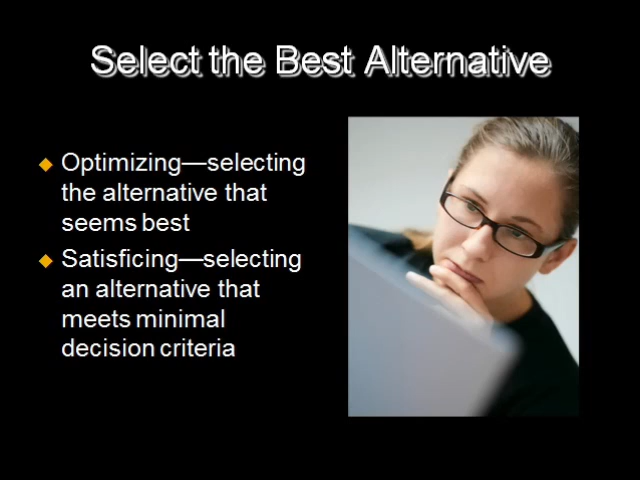 Select the Best Alternative
Optimizing—selecting
the alternative that
seems best
Satisficing—selecting
an alternative that
meets minimal
decision criteria